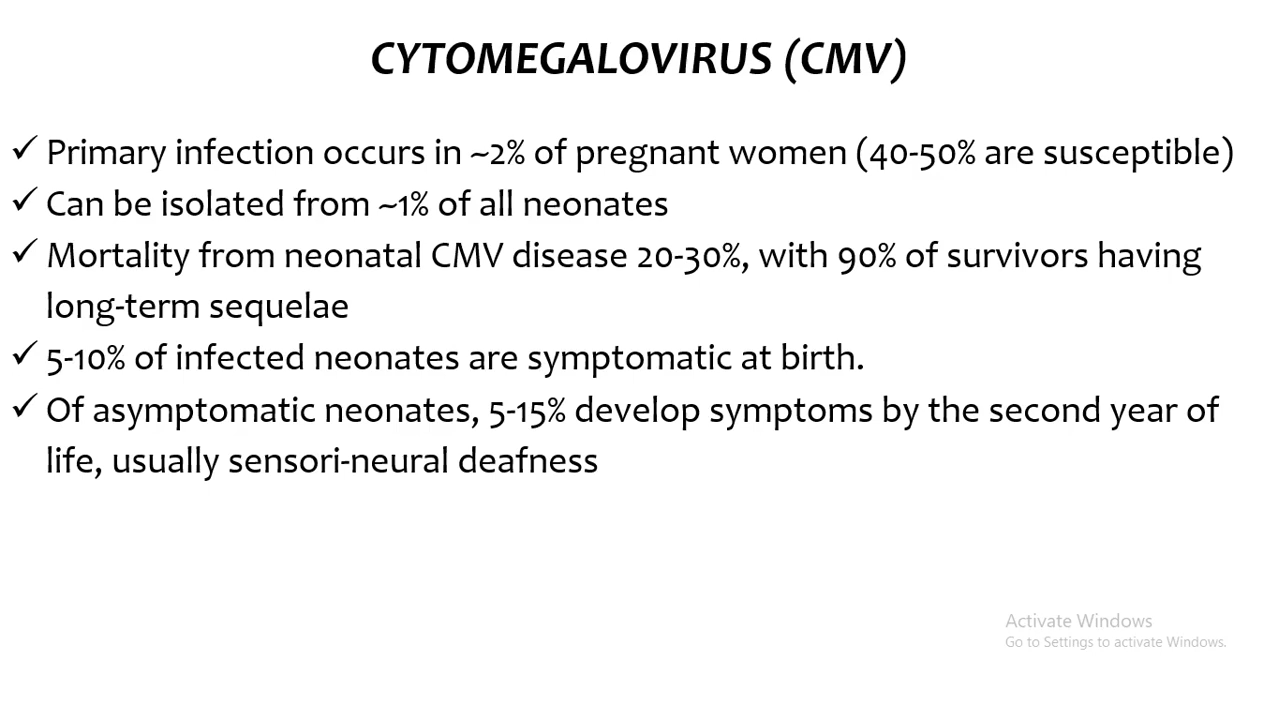 CYTOMEGALOVIRUS (CMV)
✓ Primary infection occurs in ~2% of pregnant women (40-50% are susceptible)
✓ Can be isolated from ~1% of all neonates
✓ Mortality from neonatal CMV disease 20-30%, with 90% of survivors having
long-term sequelae
✓ 5-10% of infected neonates are symptomatic at birth.
✓ Of asymptomatic neonates, 5-15% develop symptoms by the second year of
life, usually sensori-neural deafness
Activate Windows
Go to Settings to activate Windows.